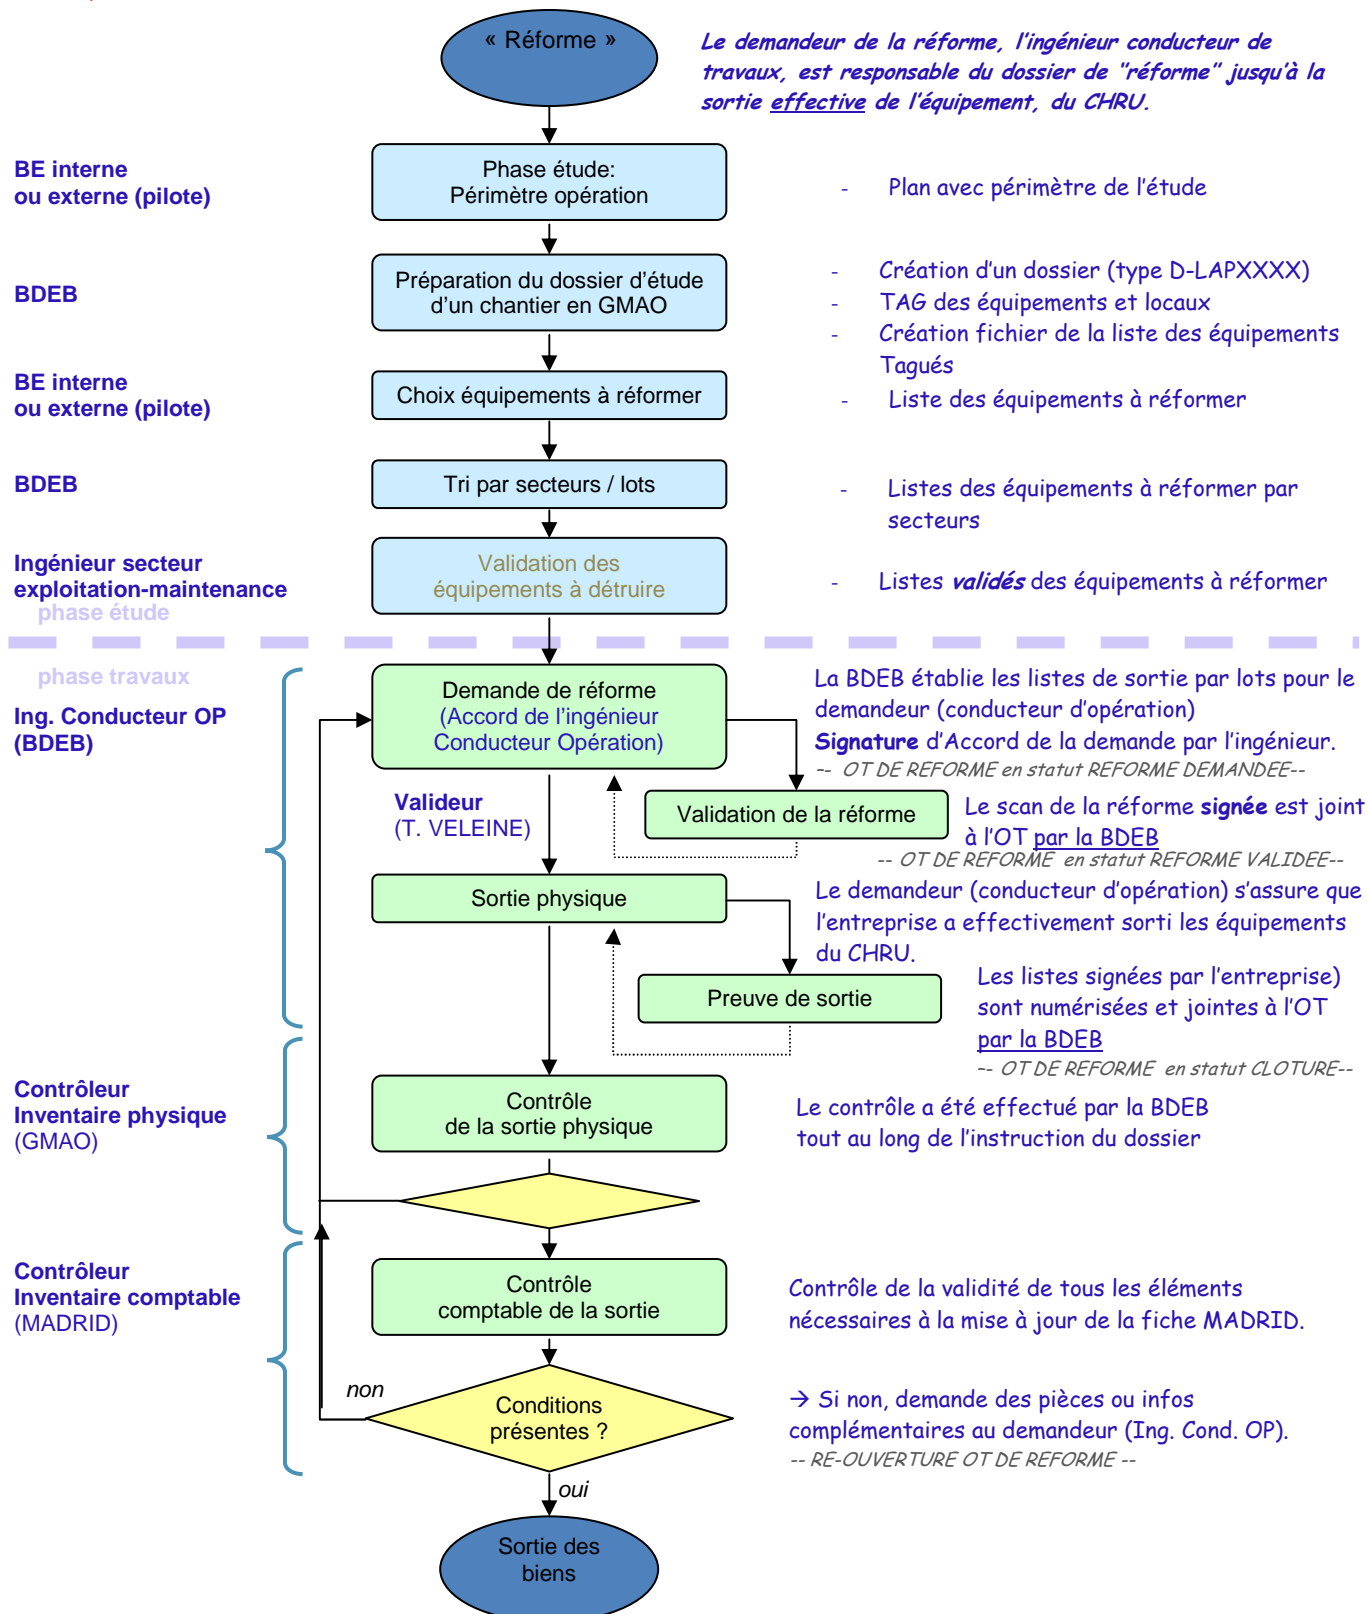 « Réforme »
Le demandeur de la réforme, l'ingénieur conducteur de
travaux, est responsable du dossier de "réforme" jusqu'à la
sortie effective de l'équipement, du CHRU.
BE interne
ou externe (pilote)
Phase étude:
Périmètre opération
- Plan avec périmètre de l'étude
BDEB
Préparation du dossier d'étude
d'un chantier en GMAO
- Création d'un dossier (type D-LAPXXXX)
- TAG des équipements et locaux
- Création fichier de la liste des équipements
Tagués
BE interne
ou externe (pilote)
Choix équipements à réformer
- Liste des équipements à réformer
BDEB
Tri par secteurs / lots
- Listes des équipements à réformer par
secteurs
Ingénieur secteur
exploitation-maintenance
Validation des
équipements à détruire
- Listes validés des équipements à réformer
phase étude
phase travaux
Ing. Conducteur OP
(BDEB)
Demande de réforme
(Accord de l'ingénieur
Conducteur Opération)
La BDEB établie les listes de sortie par lots pour le
demandeur (conducteur d'opération)
Signature d'Accord de la demande par l'ingénieur.
-- OT DE REFORME en statut REFORME DEMANDEE--
Valideur
(T. VELEINE)
Validation de la réforme
Le scan de la réforme signée est joint
à l'OT par la BDEB
-- OT DE REFORME en statut REFORME VALIDEE--
Sortie physique
Le demandeur (conducteur d'opération) s'assure que
l'entreprise a effectivement sorti les équipements
du CHRU.
Preuve de sortie
Les listes signées par l'entreprise)
sont numérisées et jointes à l'OT
par la BDEB
-- OT DE REFORME en statut CLOTURE--
Contrôleur
Inventaire physique
(GMAO)
Contrôle
de la sortie physique
Le contrôle a été effectué par la BDEB
tout au long de l'instruction du dossier
Contrôleur
Inventaire comptable
(MADRID)
Contrôle
comptable de la sortie
Contrôle de la validité de tous les éléments
nécessaires à la mise à jour de la fiche MADRID.
non
Conditions
présentes ?
→ Si non, demande des pièces ou infos
complémentaires au demandeur (Ing. Cond. OP).
-- RE-OUVERTURE OT DE REFORME --
oui
Sortie des
biens